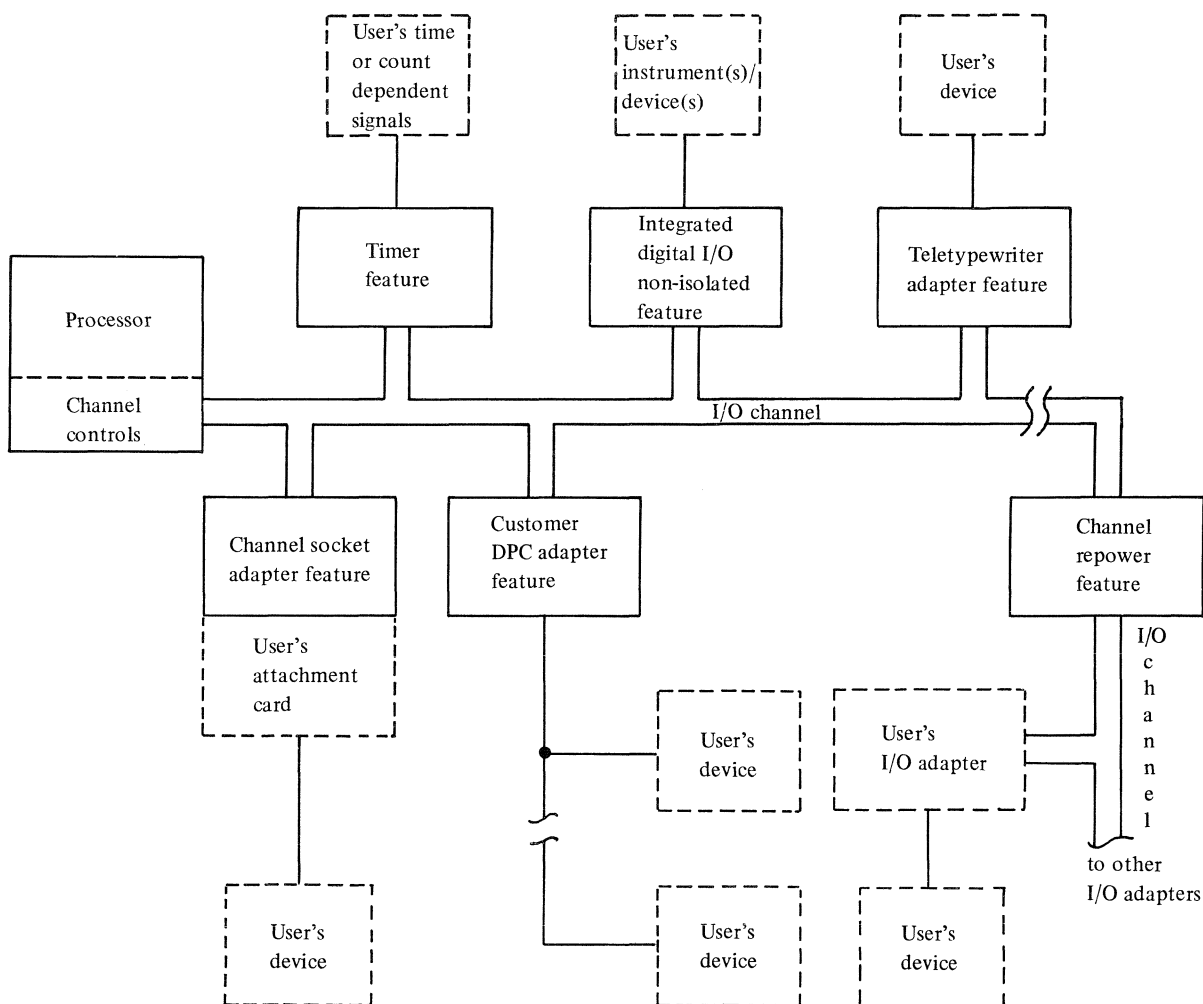 User's time
or count
dependent
signals
User's
instrument(s)/
device(s)
User's
device
Timer
feature
Integrated
digital I/O
non-isolated
feature
Teletypewriter
adapter feature
Processor
Channel
controls
I/O channel
Channel socket
adapter feature
Customer
DPC adapter
feature
Channel
repower
feature
User's
attachment
card
I/O
c
h
a
n
n
e
l
User's
device
User's
I/O adapter
to other
I/O adapters
User's
device
User's
device
User's
device